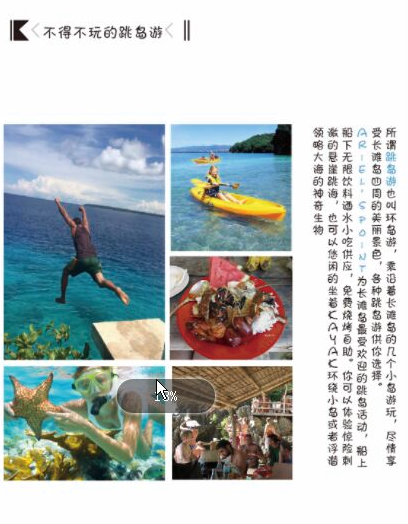 不得不玩的跳岛游
所谓跳岛游也叫环岛游，乘沿着长滩岛的几个小岛游玩，尽情享
受长滩岛四周的美丽景色，各种跳岛游供你选择。
ARIEL'SPOINT为长滩岛最受欢迎的跳岛活动，船上
船下无限饮料酒水小吃供应，免费烧烤自助。你可以体验惊险刺
激的悬崖跳海，也可以悠闲的坐着KAYAK环绕小岛或者浮潜
领略大海的神奇生物